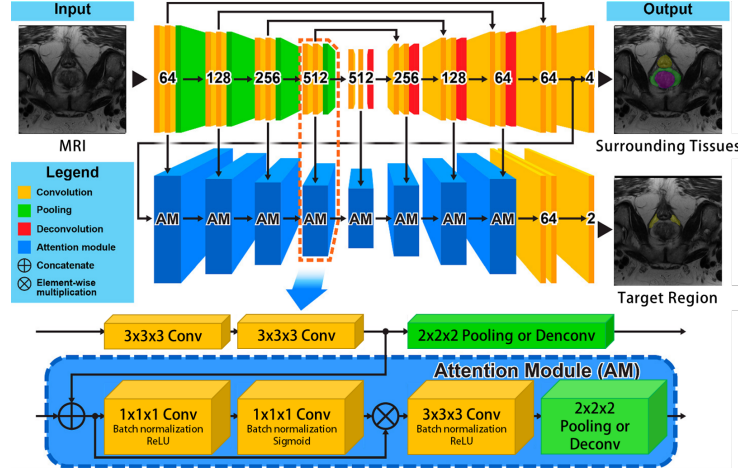 Input
Output
64
128
256
512
512
256
128
64
64
4
MRI
Surrounding Tissues
Legend
Convolution
Pooling
Deconvolution
Attention module
Concatenate
Element-wise
multiplication
AM
AM
AM
AM
AM
AM
AM
AM
64
2
Target Region
3x3x3 Conv
3x3x3 Conv
2x2x2 Pooling or Denconv
Attention Module (AM)
1x1x1 Conv
Batch normalization
ReLU
1x1x1 Conv
Batch normalization
Sigmoid
3x3x3 Conv
Batch normalization
ReLU
2x2x2
Pooling or
Deconv